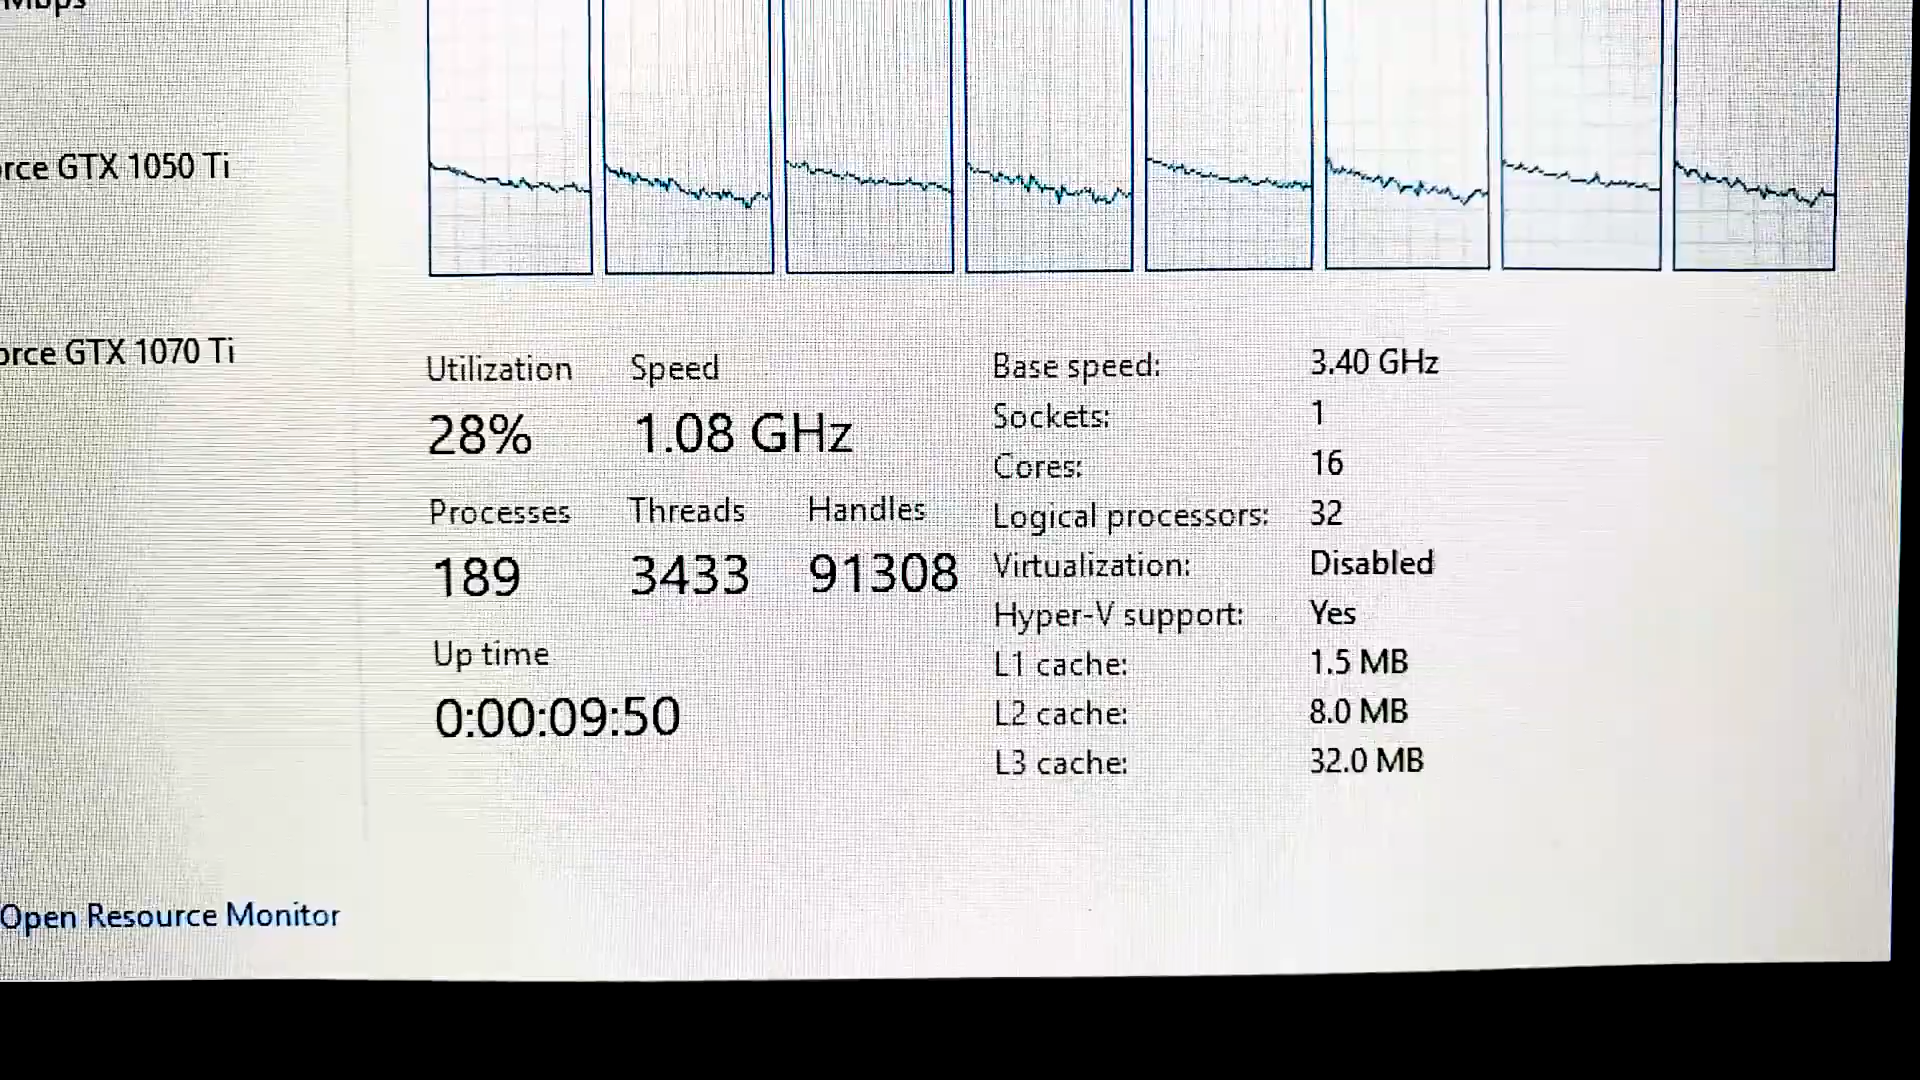 Mbps
rce GTX 1050 Ti
orce GTX 1070 Ti
Utilization Speed
28% 1.08 GHz
Processes Threads Handles
189 3433 91308
Up time
0:00:09:50
Base speed: 3.40 GHz
Sockets: 1
Cores: 16
Logical processors: 32
Virtualization: Disabled
Hyper-V support: Yes
L1 cache: 1.5 MB
L2 cache: 8.0 MB
L3 cache: 32.0 MB
Open Resource Monitor